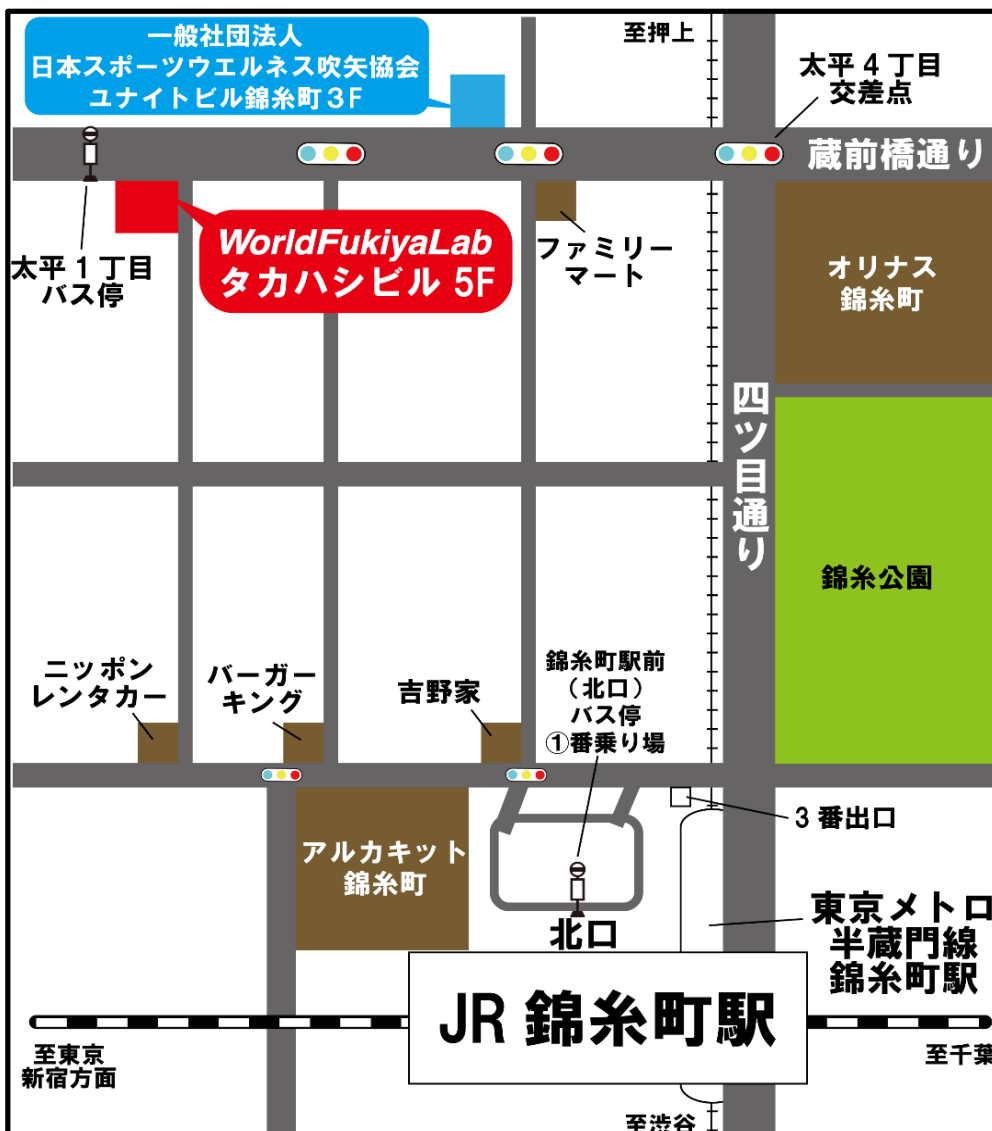 一般社団法人
日本スポーツウエルネス吹矢協会
ユナイトビル錦糸町3F
至押上
太平4丁目
交差点
蔵前橋通り
WorldFukiyaLab
タカハシビル 5F
太平1丁目
バス停
ファミリー
マート
オリナス
錦糸町
四ツ目通り
錦糸公園
ニッポン
レンタカー
バーガー
キング
吉野家
錦糸町駅前
（北口）
バス停
①番乗り場
3番出口
アルカキット
錦糸町
北口
東京メトロ
半蔵門線
錦糸町駅
JR 錦糸町駅
至東京
新宿方面
至千葉
至渋谷